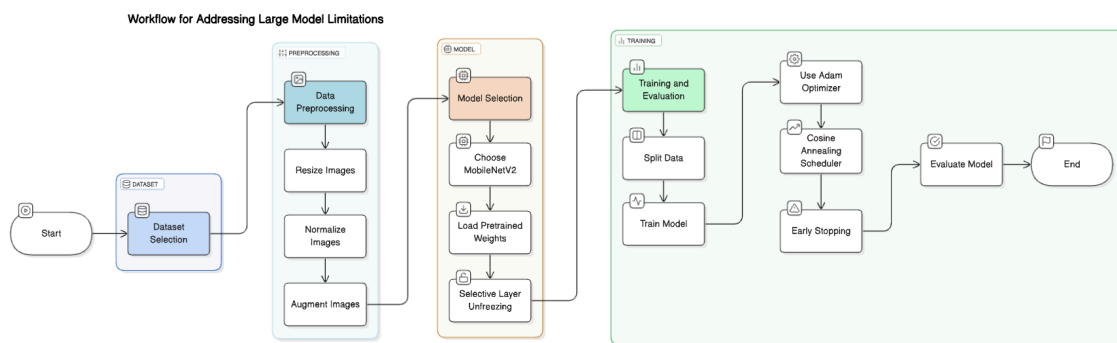 Workflow for Addressing Large Model Limitations
Start
DATASET
Dataset
Selection
PREPROCESSING
Data
Preprocessing
Resize Images
Normalize
Images
Augment Images
MODEL
Model Selection
Choose
MobileNetV2
Load Pretrained
Weights
Selective Layer
Unfreezing
TRAINING
Training and
Evaluation
Split Data
Train Model
Use Adam
Optimizer
Cosine
Annealing
Scheduler
Early Stopping
Evaluate Model
End